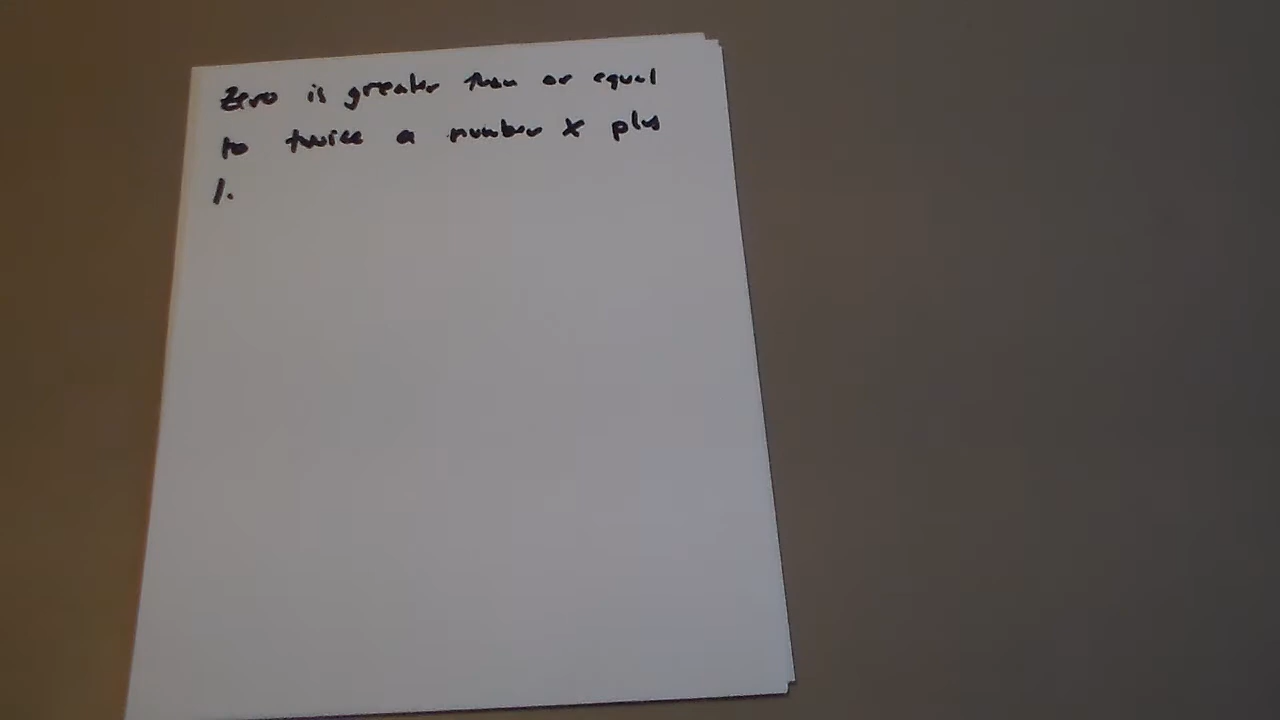 Zero is greater than or equal
to twice a number x plus
1.